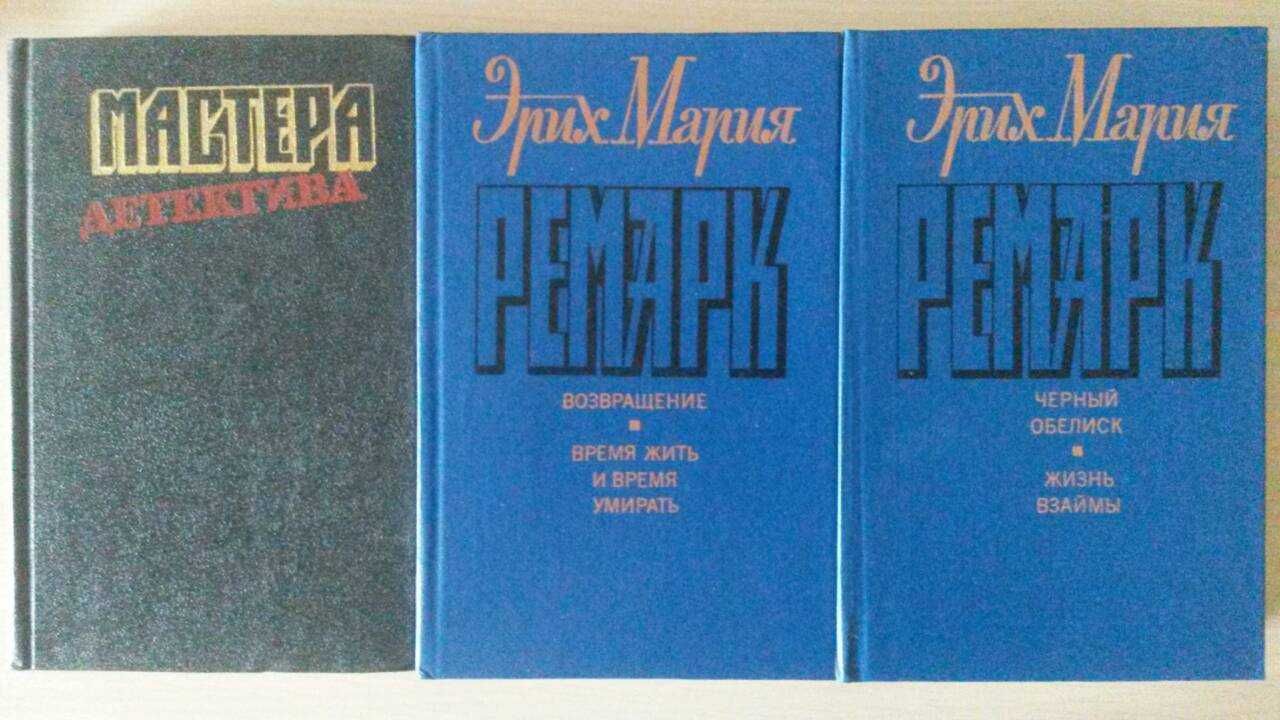 МАСТЕРА
ДЕТЕКТИВА
Эрих Мария
РЕМАРК
ВОЗВРАЩЕНИЕ
ВРЕМЯ ЖИТЬ
И ВРЕМЯ
УМИРАТЬ
Эрих Мария
РЕМАРК
ЧЕРНЫЙ
ОБЕЛИСК
ЖИЗНЬ
ВЗАЙМЫ